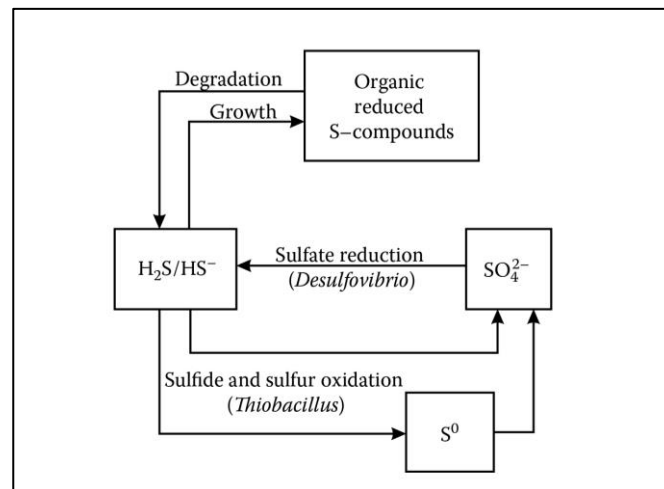 Degradation
Growth
Organic
reduced
S–compounds
H₂S/HS⁻
Sulfate reduction
(Desulfovibrio)
SO₄²⁻
Sulfide and sulfur oxidation
(Thiobacillus)
S⁰